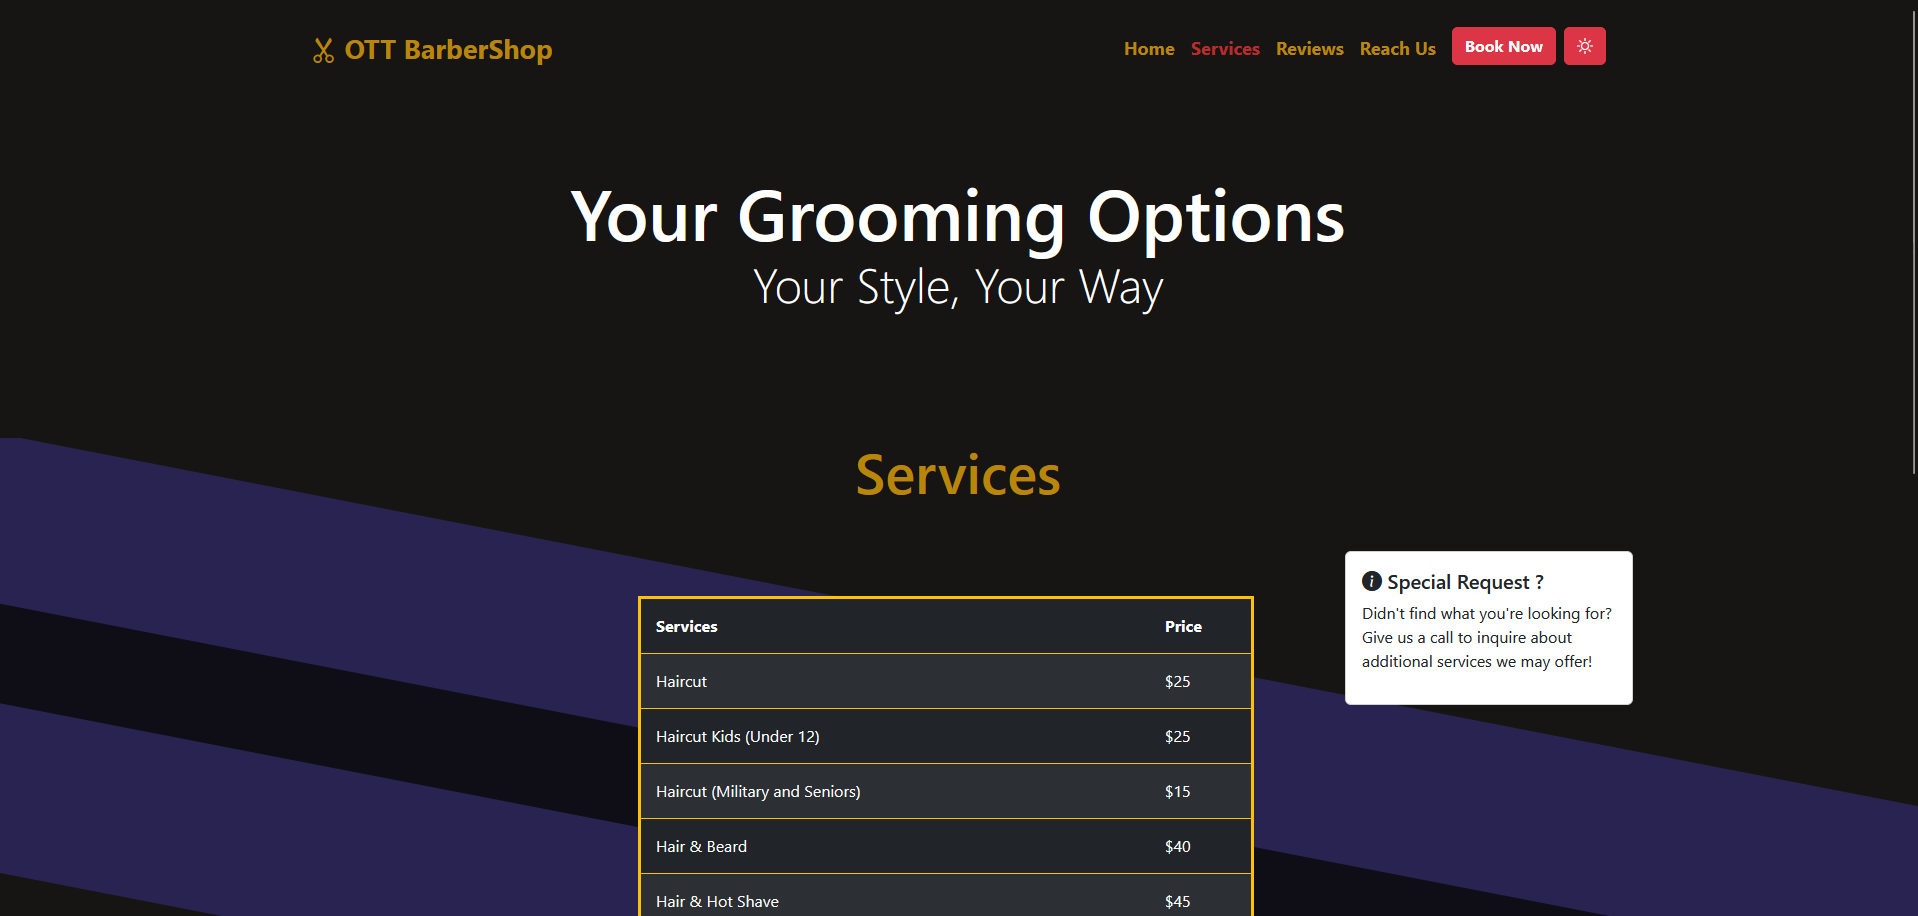 OTT BarberShop
Home Services Reviews Reach Us Book Now
Your Grooming Options
Your Style, Your Way
Services
Special Request ?
Didn't find what you're looking for?
Give us a call to inquire about
additional services we may offer!
Services Price
Haircut $25
Haircut Kids (Under 12) $25
Haircut (Military and Seniors) $15
Hair & Beard $40
Hair & Hot Shave $45